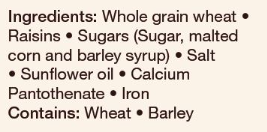 Ingredients: Whole grain wheat •
Raisins • Sugars (Sugar, malted
corn and barley syrup) • Salt
• Sunflower oil • Calcium
Pantothenate • Iron
Contains: Wheat • Barley